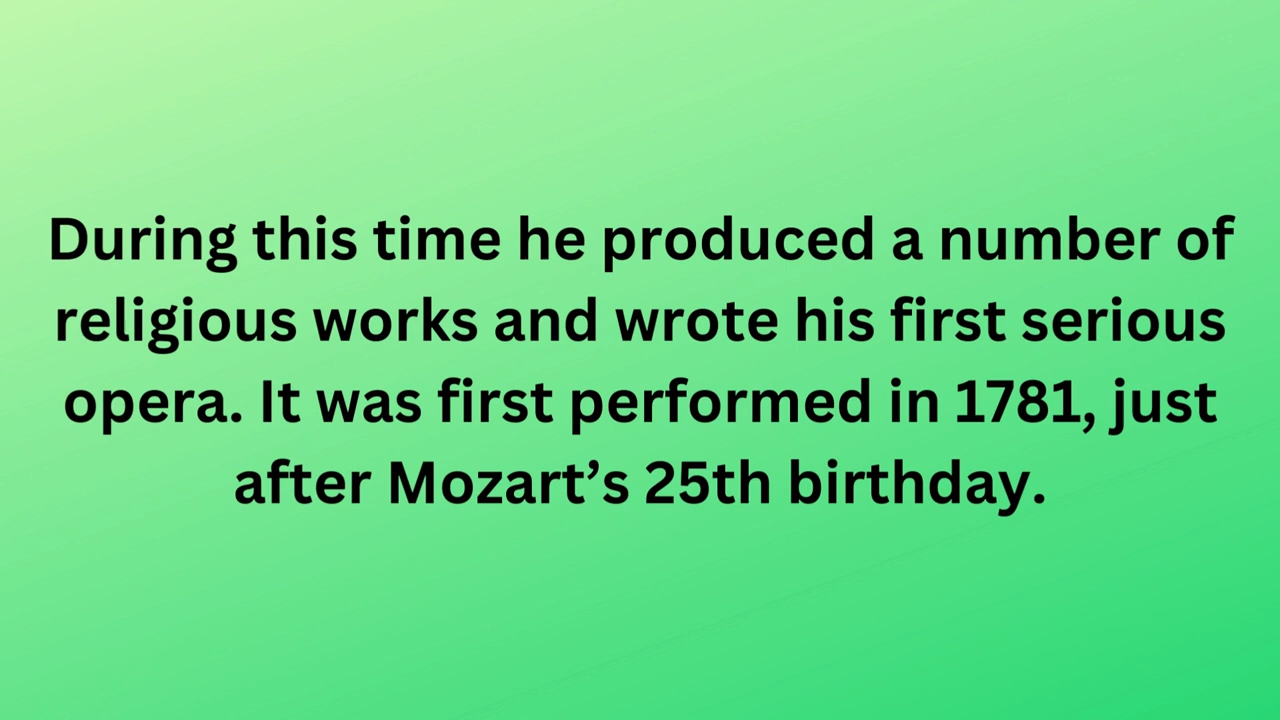 During this time he produced a number of
religious works and wrote his first serious
opera. It was first performed in 1781, just
after Mozart’s 25th birthday.